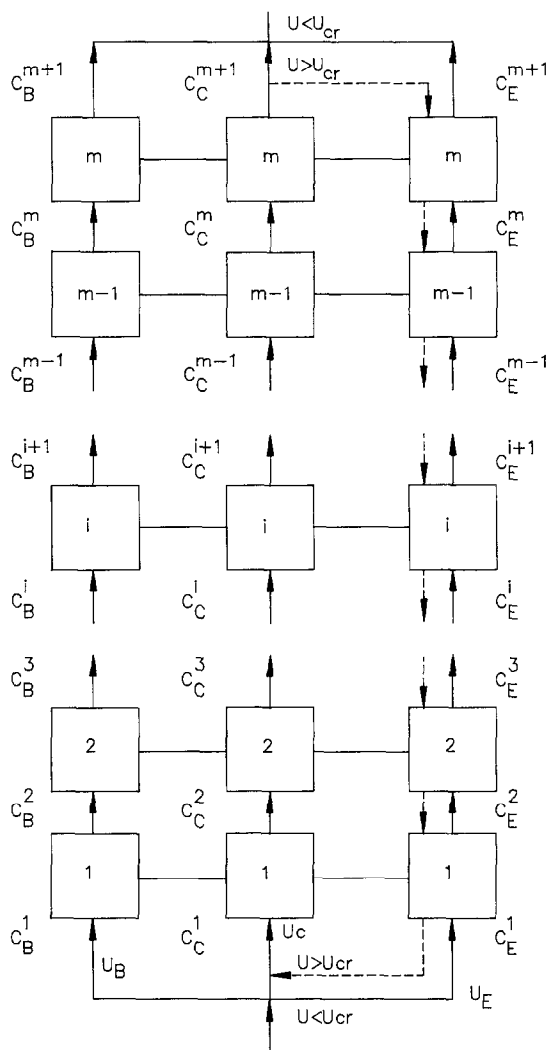 U<U_cr
C_B^{m+1} C_C^{m+1} U>U_cr C_E^{m+1}
m m m
C_B^m C_C^m C_E^m
m-1 m-1 m-1
C_B^{m-1} C_C^{m-1} C_E^{m-1}
C_B^{i+1} C_C^{i+1} C_E^{i+1}
i i i
C_B^i C_C^i C_E^i
C_B^3 C_C^3 C_E^3
2 2 2
C_B^2 C_C^2 C_E^2
1 1 1
C_B^1 C_C^1 Uc C_E^1
U_B U>Ucr
U<Ucr U_E